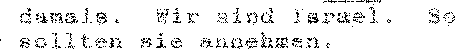 damals. Wir sind Israel. So
sollten sie annehmen.